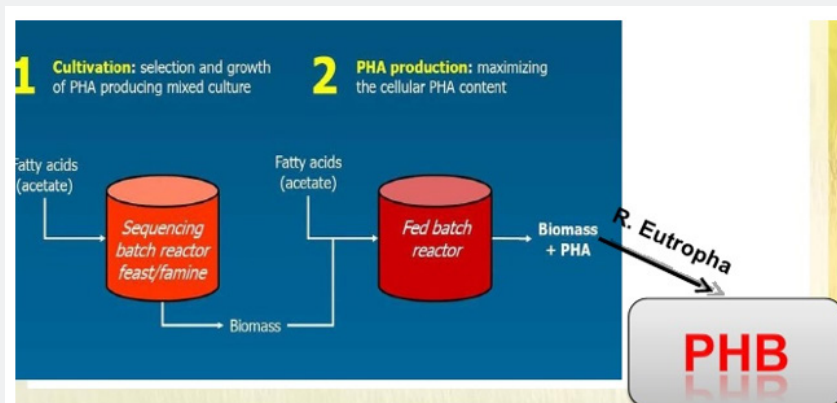 1 Cultivation: selection and growth
of PHA producing mixed culture
2 PHA production: maximizing
the cellular PHA content
Fatty acids
(acetate)
Sequencing
batch reactor
feast/famine
Biomass
Fatty acids
(acetate)
Fed batch
reactor
Biomass
+ PHA
R. Eutropha
PHB